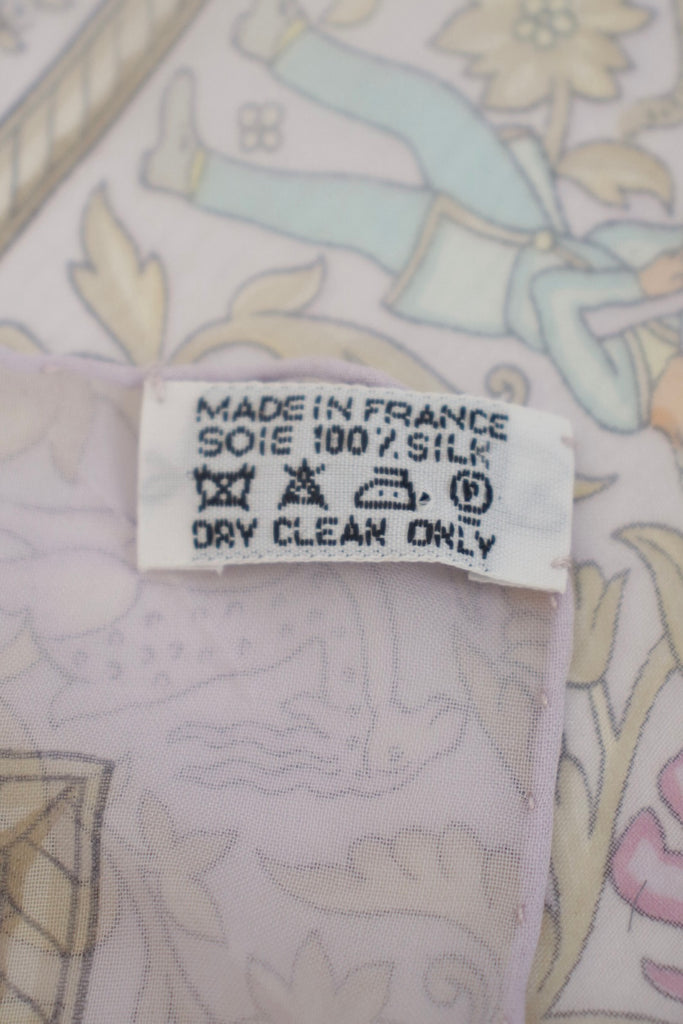 MADE IN FRANCE
SOIE 100% SILK
P
DRY CLEAN ONLY